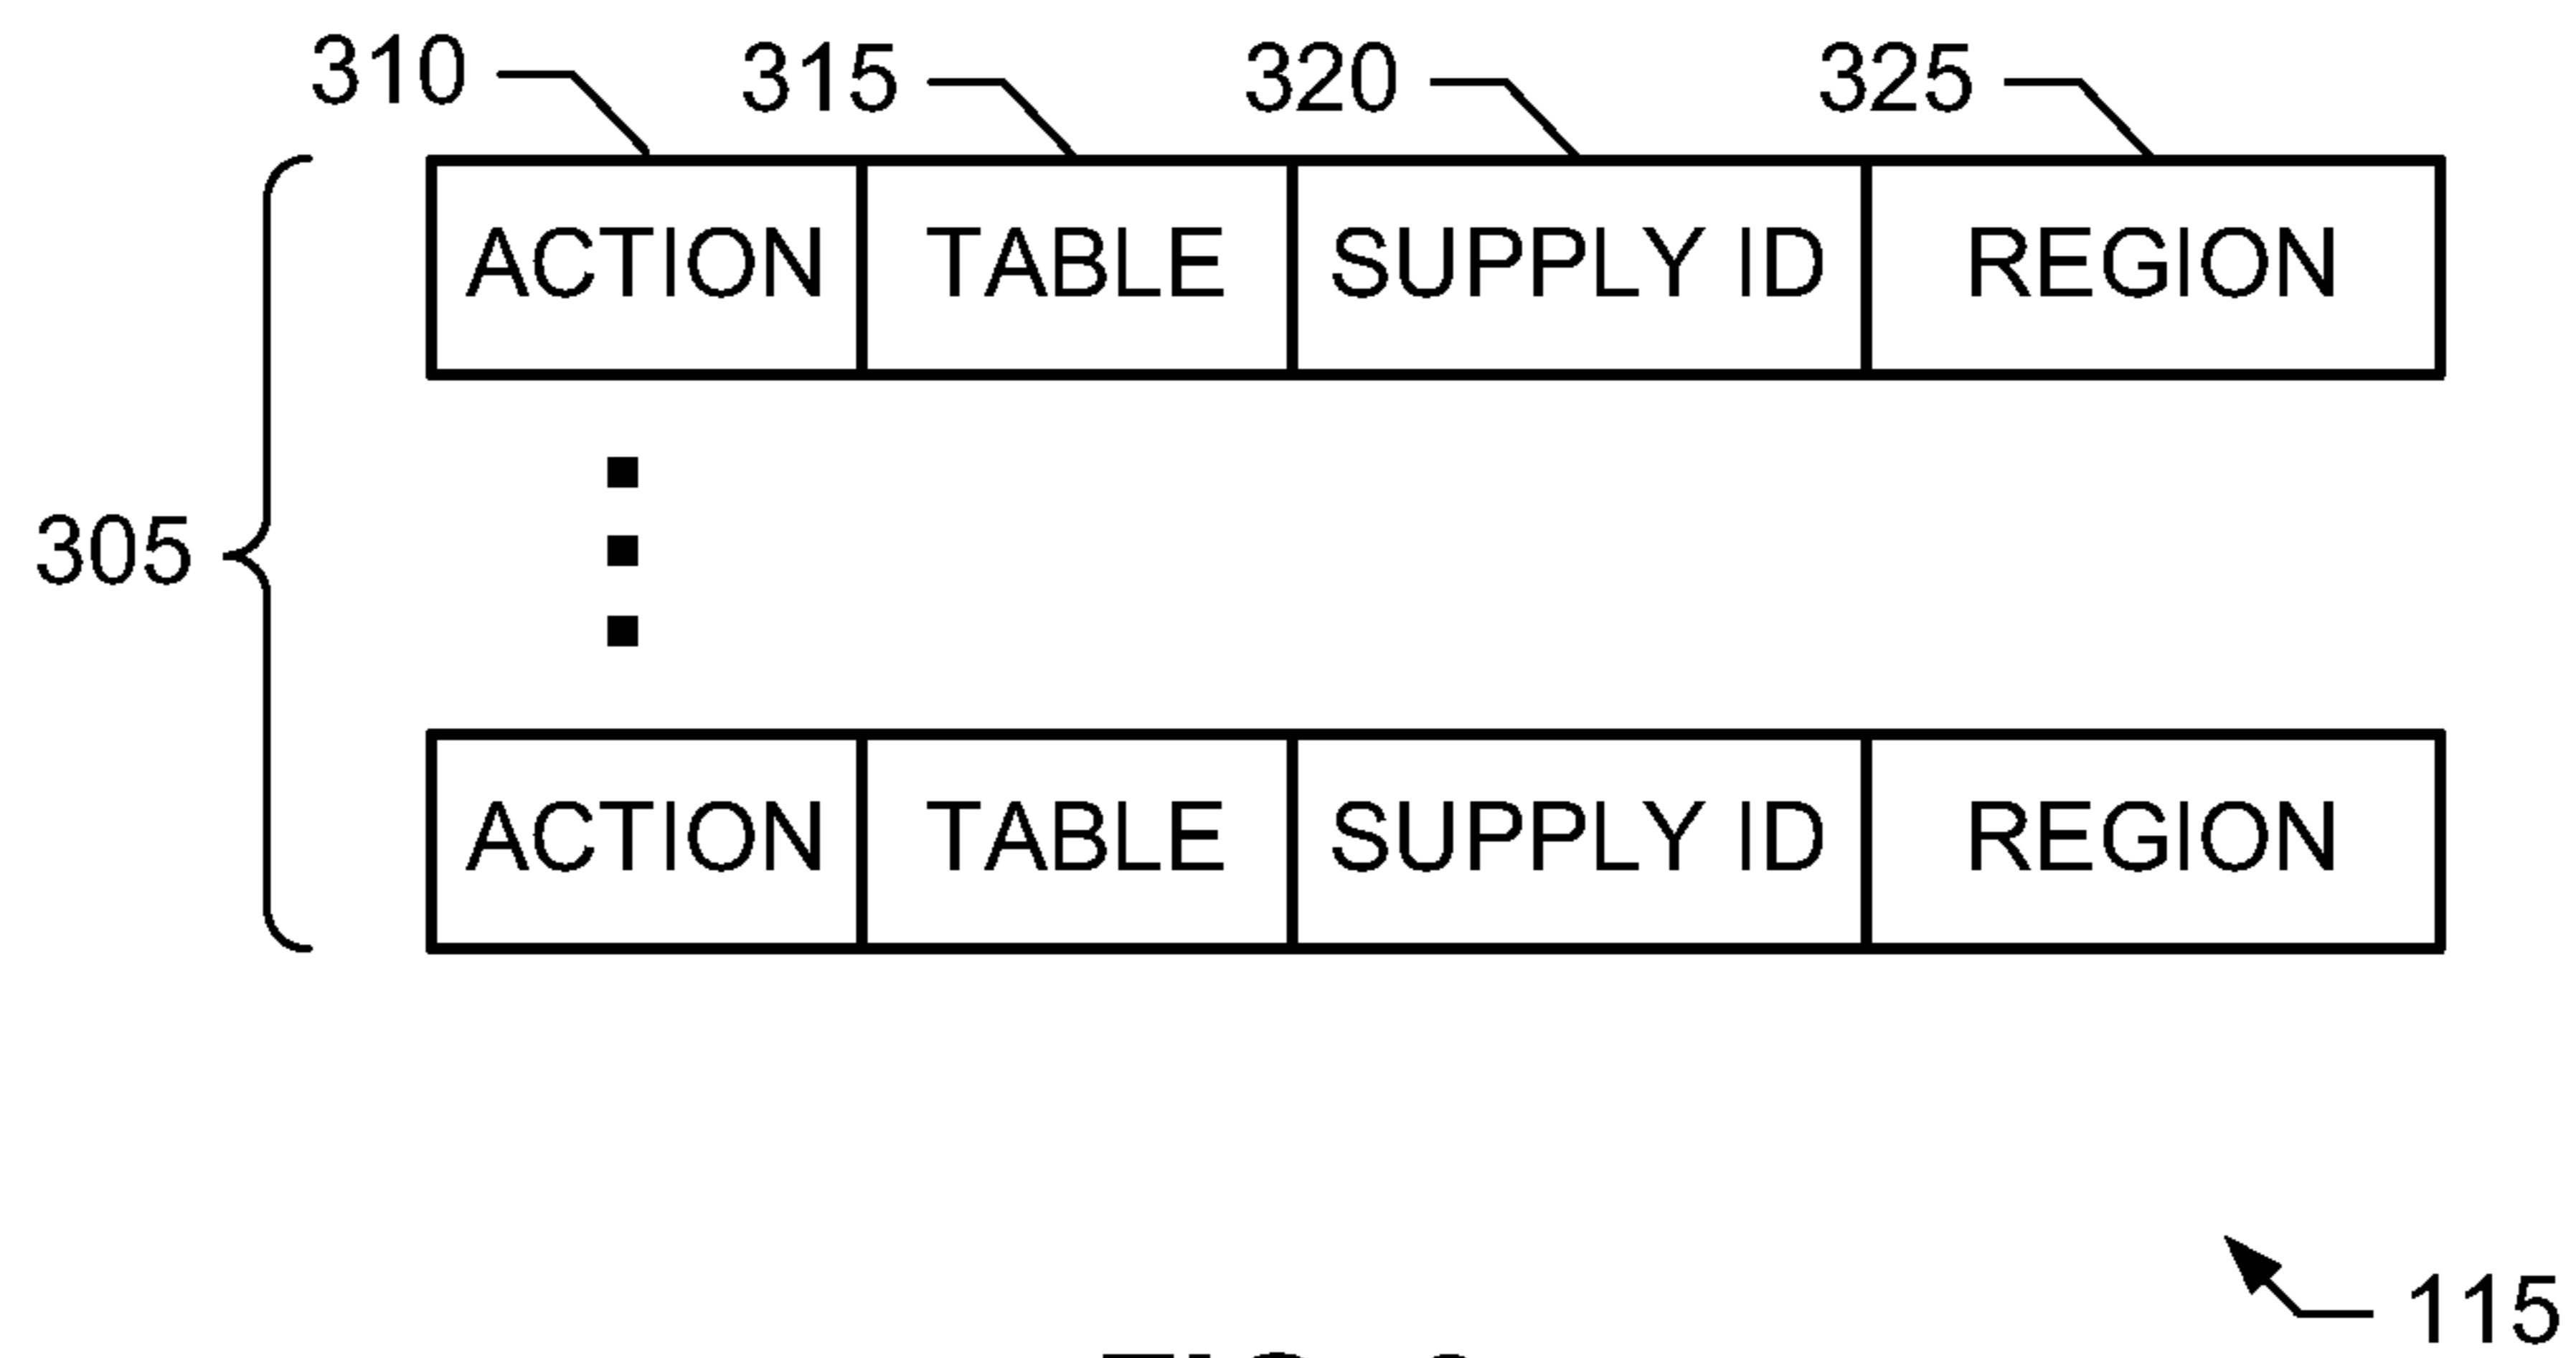 310 315 320 325
ACTION TABLE SUPPLY ID REGION
305
ACTION TABLE SUPPLY ID REGION
115